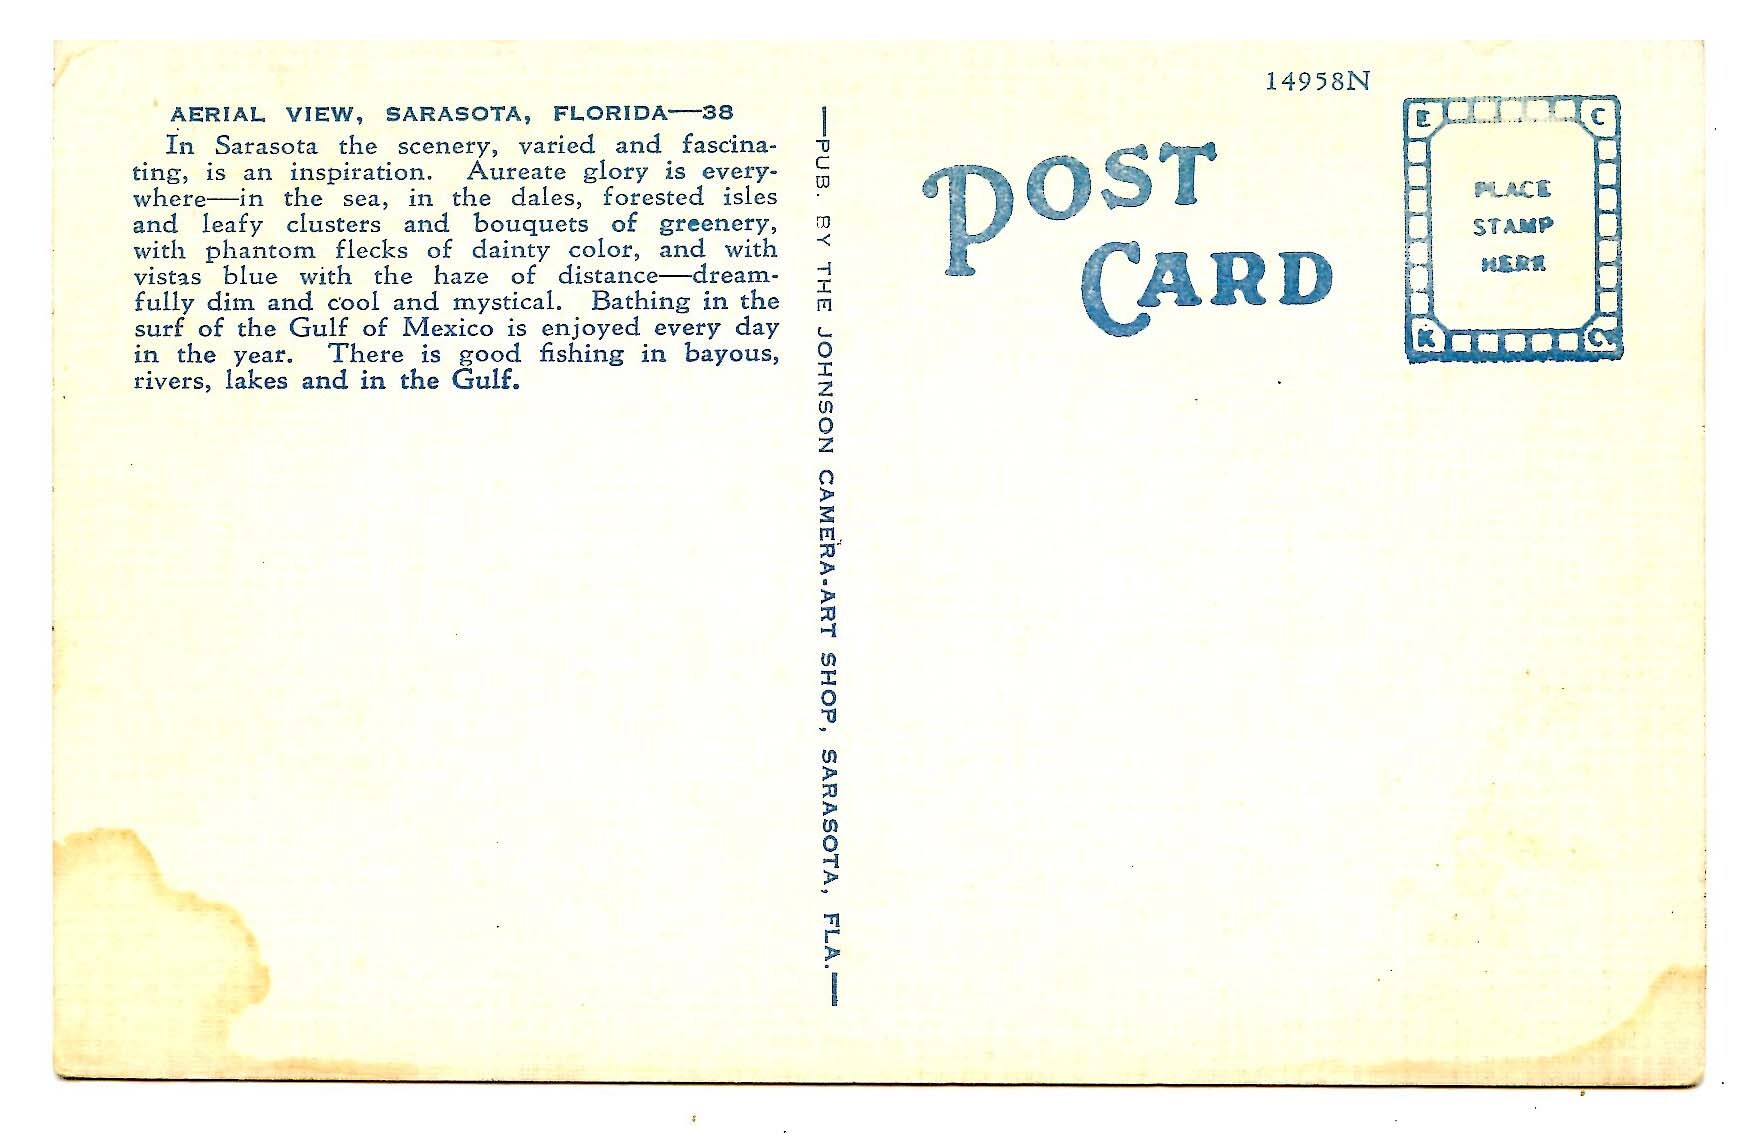 AERIAL VIEW, SARASOTA, FLORIDA—38
In Sarasota the scenery, varied and fascina-
ting, is an inspiration. Aureate glory is every-
where—in the sea, in the dales, forested isles
and leafy clusters and bouquets of greenery,
with phantom flecks of dainty color, and with
vistas blue with the haze of distance—dream-
fully dim and cool and mystical. Bathing in the
surf of the Gulf of Mexico is enjoyed every day
in the year. There is good fishing in bayous,
rivers, lakes and in the Gulf.
—PUB. BY THE JOHNSON CAMERA-ART SHOP, SARASOTA, FLA.—
14958N
POST
CARD
E C
PLACE
STAMP
HERE
K